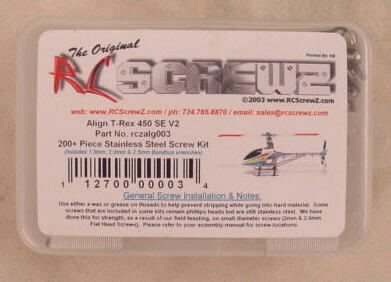 The Original
Packed By: NB
RC SCREWZ
©2003 www.RCScrewZ.com
web: www.RCScrewZ.com / ph: 734.765.8870 / email: sales@rcscrewz.com
Align T-Rex 450 SE V2
Part No. rczalg003
200+ Piece Stainless Steel Screw Kit
(Includes 1.5mm, 2.0mm & 2.5mm Bondhus wrenches)
1 12700 00003 4
General Screw Installation & Notes:
Use either a wax or grease on threads to help prevent stripping while going into hard material. Some
screws that are included in some kits remain phillips heads but are still stainless steel. We have
done this for strength, as a result of our field testing, on small diameter screws (2mm & 2.6mm
Flat Head Screws). Please refer to your assembly manual for screw locations.